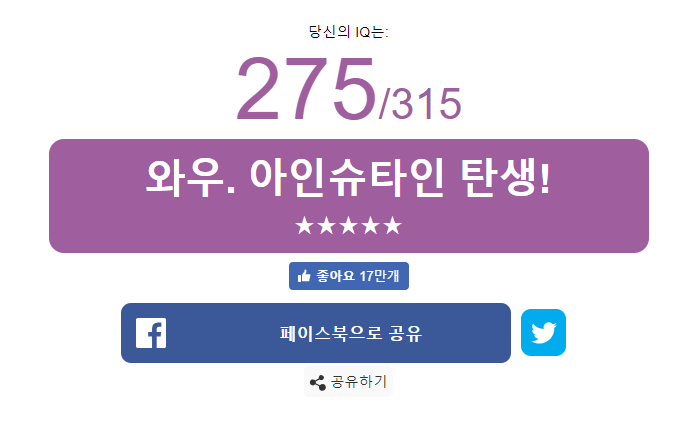 당신의 IQ는:
275/315
와우. 아인슈타인 탄생!
★★★★★
좋아요 17만개
페이스북으로 공유
공유하기